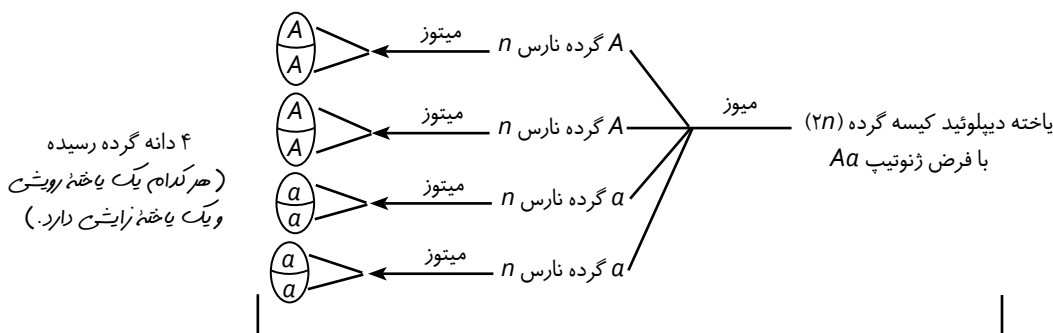 یاخته دیپلوئید کیسه گرده (۲n)
با فرض ژنوتیپ Aa
میوز
A گرده نارس n
میتوز
A
A
A گرده نارس n
میتوز
A
A
a گرده نارس n
میتوز
a
a
a گرده نارس n
میتوز
a
a
۴ دانه گرده رسیده
(هر کدام یک یاختهٔ رویشی
و یک یاختهٔ زایشی دارد.)